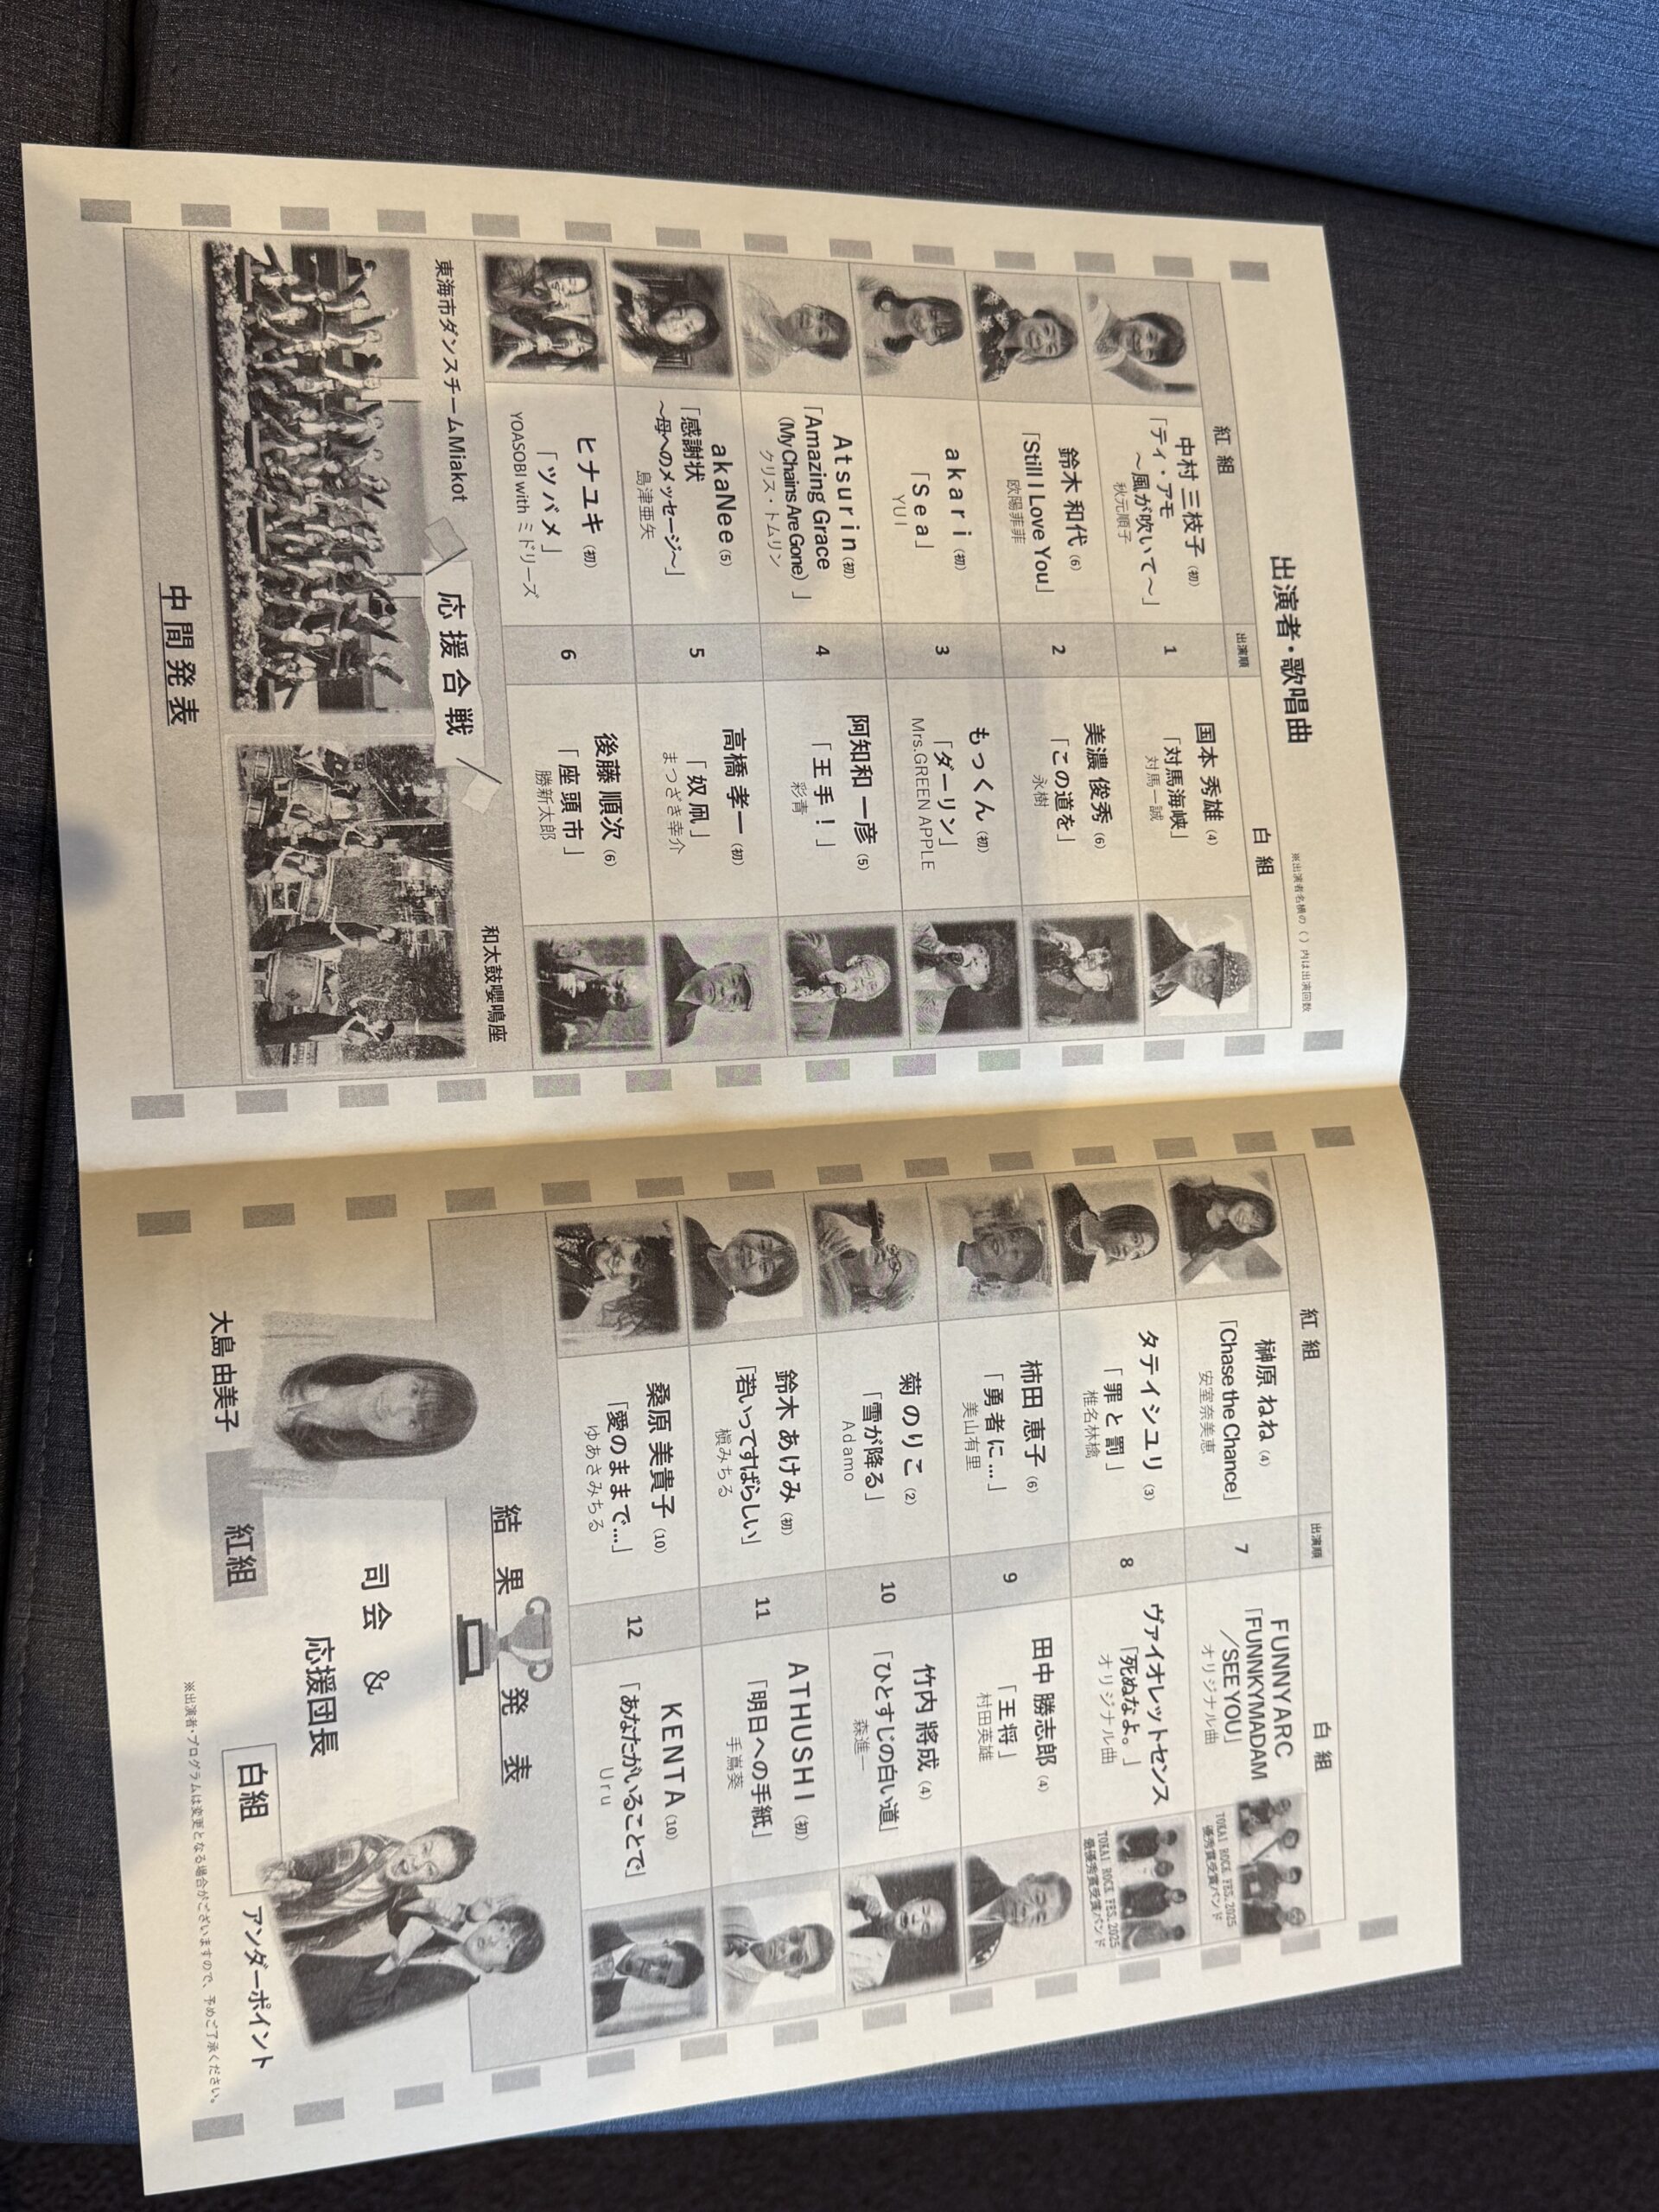 出演者・歌唱曲
※出演者名横の( )内は出演回数
紅 組
出演順
白 組
中村 三枝子 (初)
「ティ・アモ
～風が吹いて～」
秋元順子
1
国本 秀雄 (4)
「対馬海峡」
対馬一誠
鈴木 和代 (6)
「Still I Love You」
欧陽菲菲
2
美濃 俊秀 (6)
「この道を」
永樹
akari (初)
「Sea」
YUI
3
もっくん (初)
「ダーリン」
Mrs.GREEN APPLE
Atsurin (初)
「Amazing Grace
(My Chains Are Gone) 」
クリス・トムリン
4
阿知和 一彦 (5)
「王手！」
彩青
akaNee (5)
「感謝状
～母へのメッセージ～」
島津亜矢
5
高橋 孝一 (初)
「奴凧」
まつざき幸介
ヒナユキ (初)
「ツバメ」
YOASOBI with ミドリーズ
6
後藤 順次 (6)
「座頭市」
勝新太郎
東海市ダンスチームMiakot
応援合戦
和太鼓嚶鳴座
中間発表
紅 組
出演順
白 組
榊原 ねね (4)
「Chase the Chance」
安室奈美恵
7
FUNNYARC
「FUNNKYMADAM
／SEE YOU」
オリジナル曲
TOKAI ROCK FES.2025
優秀賞受賞バンド
タテイシユリ (3)
「罪と罰」
椎名林檎
8
ヴァイオレットセンス
「死ぬなよ。」
オリジナル曲
TOKAI ROCK FES.2025
最優秀賞受賞バンド
柿田 恵子 (6)
「勇者に…」
美山有里
9
田中 勝志郎 (4)
「王将」
村田英雄
菊 のりこ (2)
「雪が降る」
Adamo
10
竹内 將成 (4)
「ひとすじの白い道」
森進一
鈴木 あけみ (初)
「若いってすばらしい」
槇みちる
11
ATHUSHI (初)
「明日への手紙」
手嶌葵
桑原 美貴子 (10)
「愛のままで…」
ゆあさみちる
12
KENTA (10)
「あなたがいることで」
Uru
結果発表
司会 &
応援団長
大島 由美子
紅組
白組
アンダーポイント
※出演者・プログラムは変更となる場合がございますので、予めご了承ください。